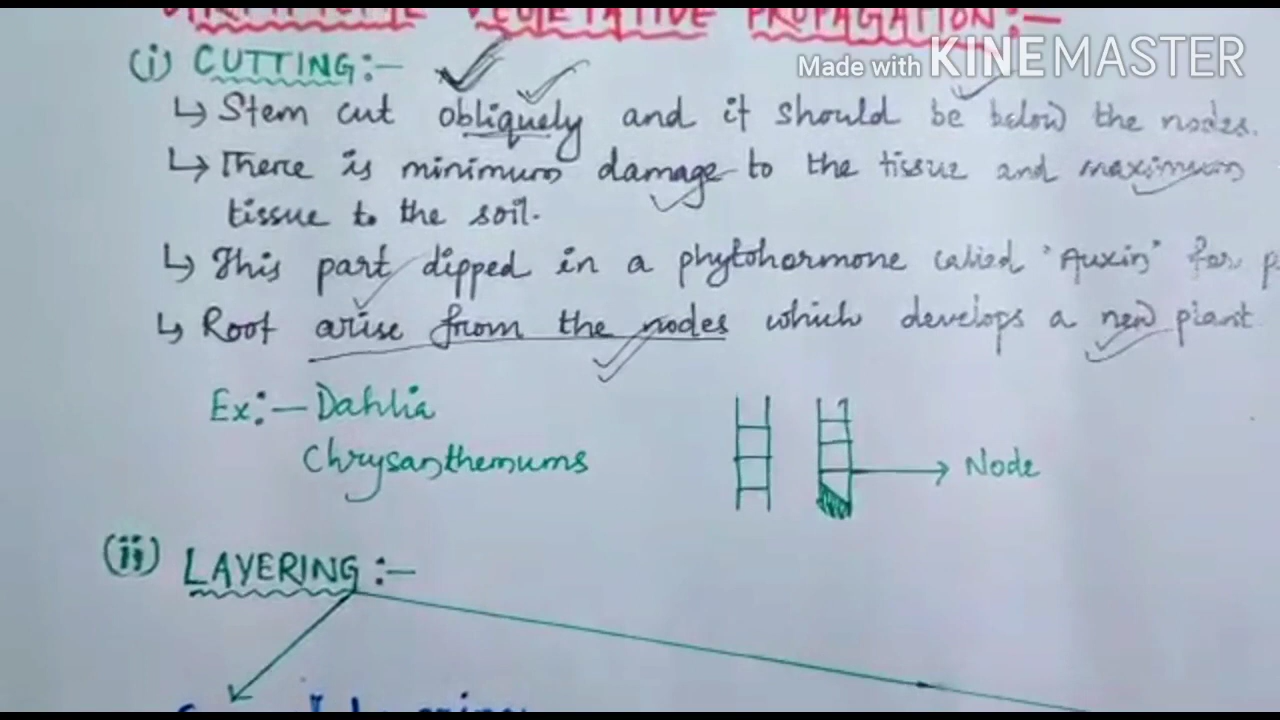 PROPAGATION :-
Made with KINEMASTER
(i) CUTTING :-
↳ Stem cut obliquely and it should be below the nodes.
↳ There is minimum damage to the tissue and maximum
tissue to the soil.
↳ This part dipped in a phytohormone called "Auxin" for
↳ Root arise from the nodes which develops a new plant
Ex :- Dahlia
Chrysanthemums
Node
(ii) LAYERING :-